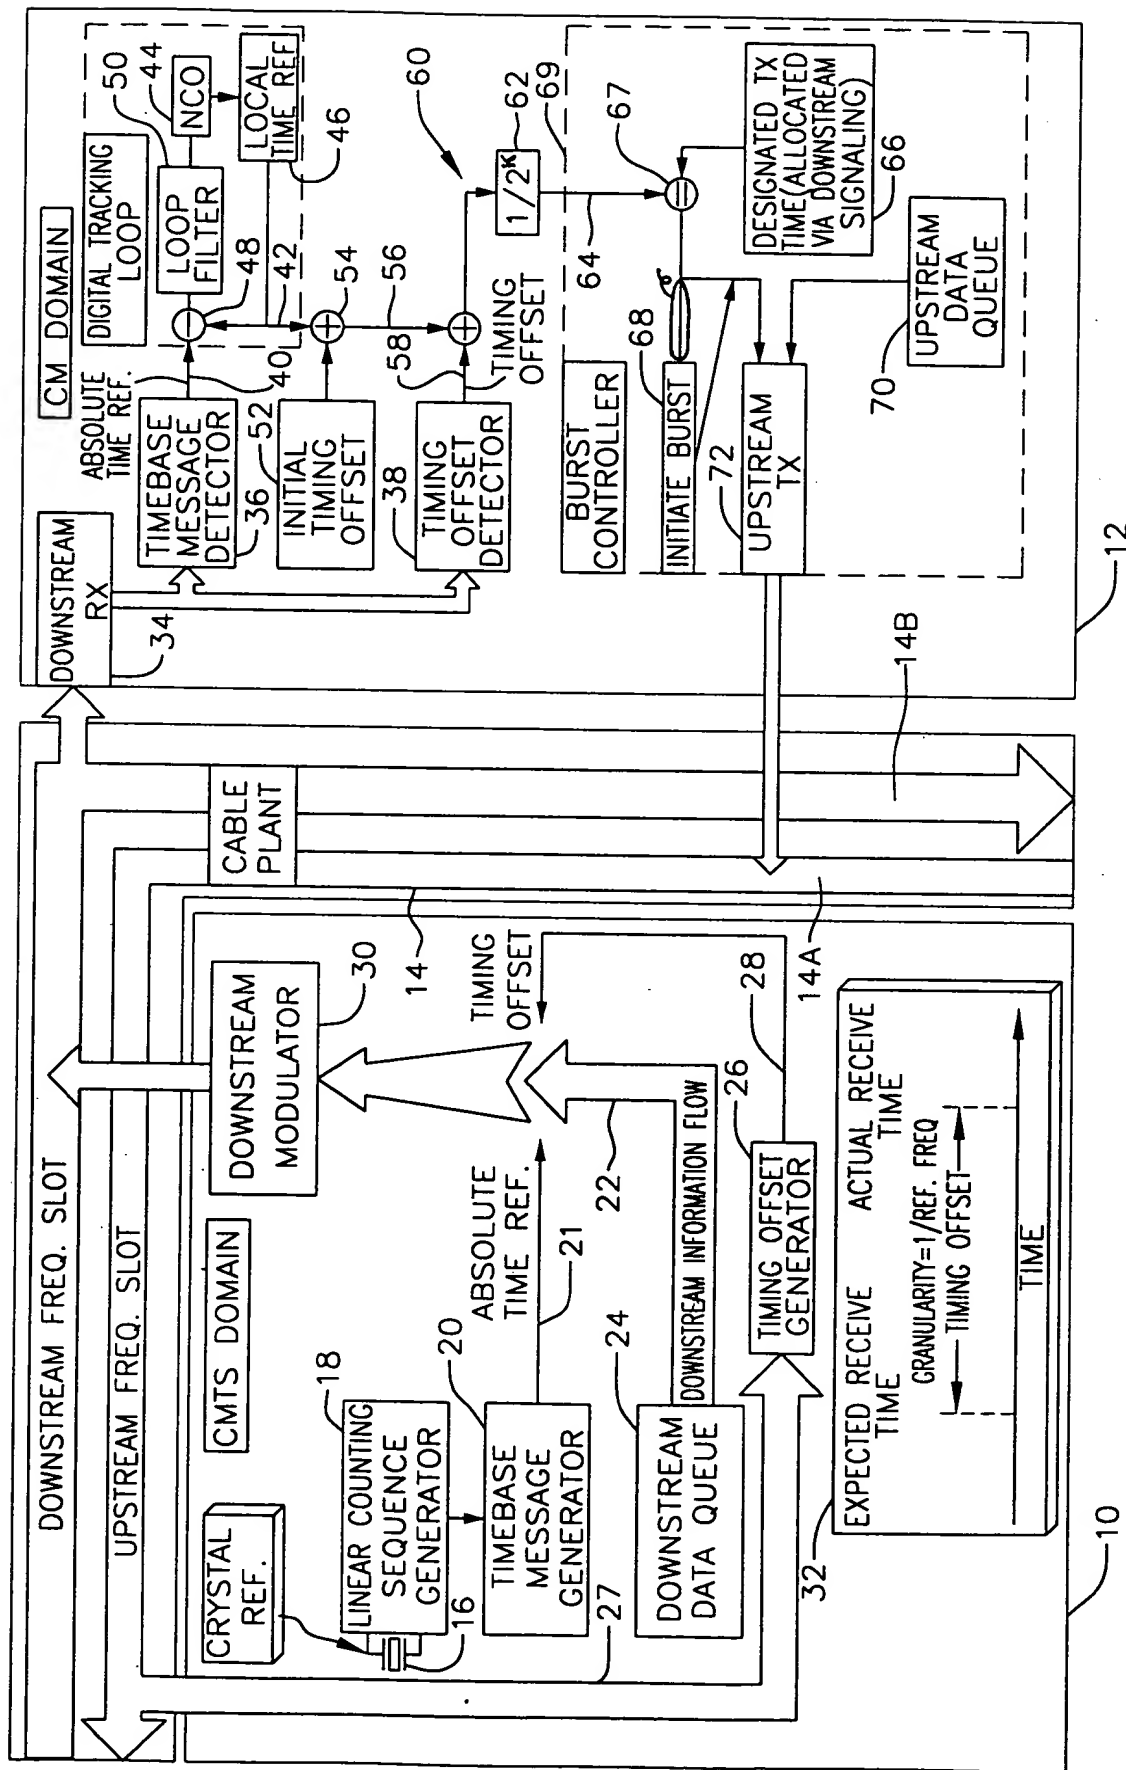 DOWNSTREAM FREQ. SLOT
UPSTREAM FREQ. SLOT
CMTS DOMAIN
CRYSTAL
REF.
16
18
LINEAR COUNTING
SEQUENCE
GENERATOR
20
TIMEBASE
MESSAGE
GENERATOR
ABSOLUTE
TIME REF.
21
24
DOWNSTREAM
DATA QUEUE
DOWNSTREAM INFORMATION FLOW
22
27
26
TIMING OFFSET
GENERATOR
28
TIMING
OFFSET
DOWNSTREAM
MODULATOR
30
32
EXPECTED RECEIVE
TIME
ACTUAL RECEIVE
TIME
GRANULARITY=1/REF. FREQ
TIMING OFFSET
TIME
10
CABLE
PLANT
14
14A
14B
12
DOWNSTREAM
RX
34
CM DOMAIN
DIGITAL TRACKING
LOOP
ABSOLUTE
TIME REF.
40
TIMEBASE
MESSAGE
DETECTOR
36
LOOP
FILTER
50
NCO
44
LOCAL
TIME REF
46
48
42
52
INITIAL
TIMING
OFFSET
54
56
38
TIMING
OFFSET
DETECTOR
58
TIMING
OFFSET
60
1/2ᴷ
62
64
69
67
BURST
CONTROLLER
INITIATE BURST
68
DESIGNATED TX
TIME(ALLOCATED
VIA DOWNSTREAM
SIGNALING)
66
72
UPSTREAM
TX
70
UPSTREAM
DATA
QUEUE